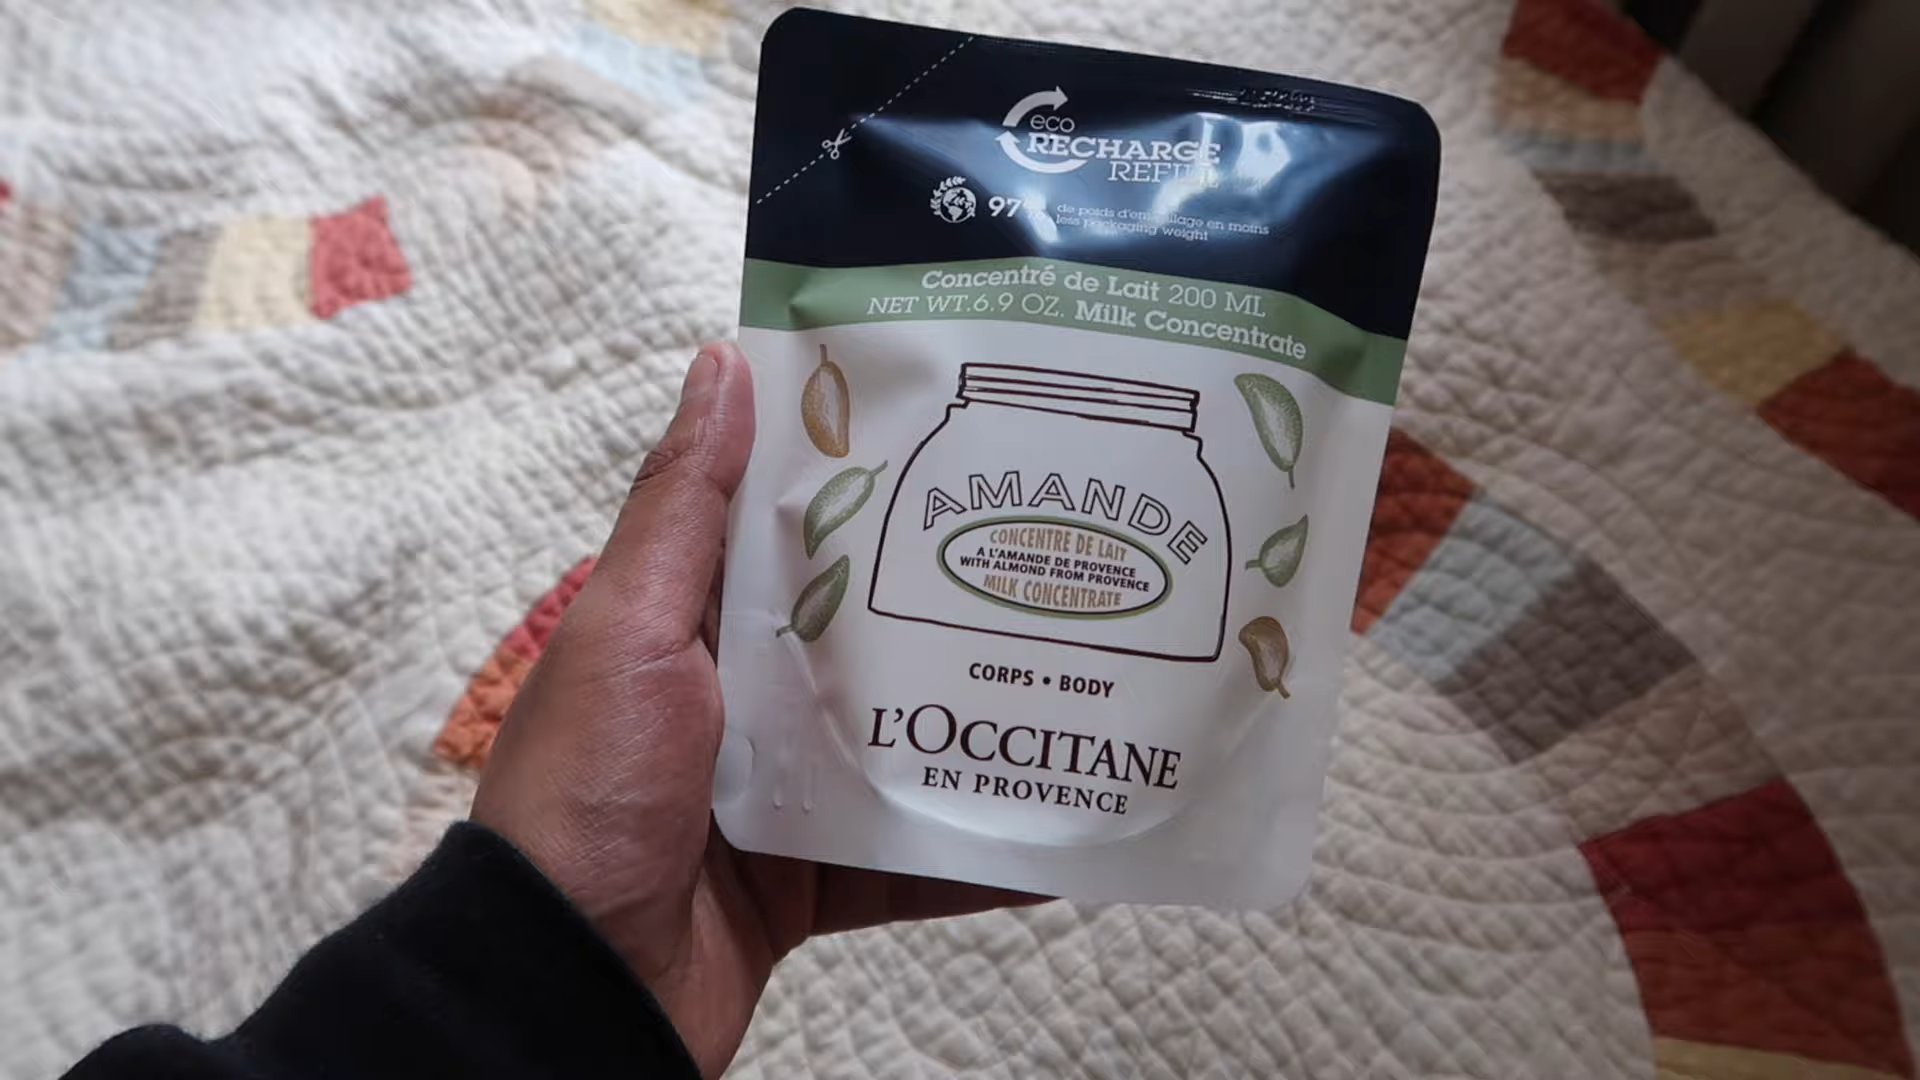 eco
RECHARGE
REFILL
97%
de poids d'emballage en moins
less packaging weight
Concentré de Lait 200 ML
NET WT.6.9 OZ. Milk Concentrate
AMANDE
CONCENTRE DE LAIT
A L'AMANDE DE PROVENCE
WITH ALMOND FROM PROVENCE
MILK CONCENTRATE
CORPS • BODY
L'OCCITANE
EN PROVENCE